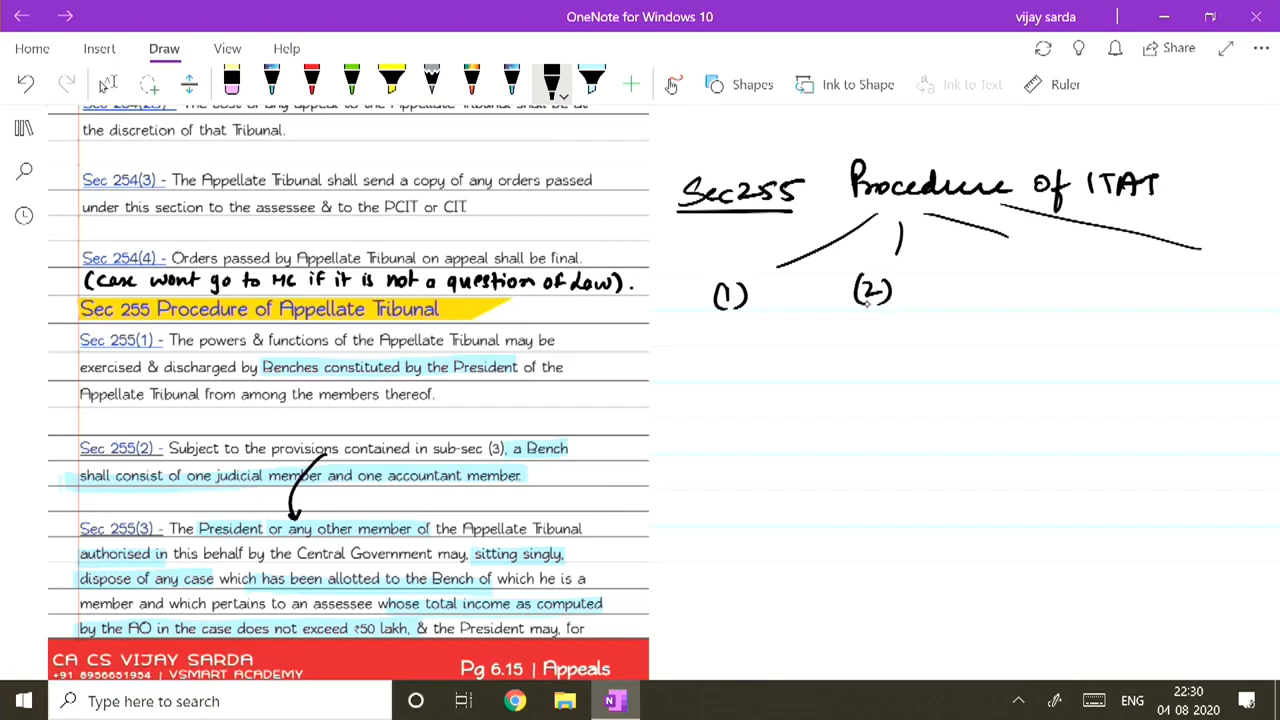 OneNote for Windows 10
vijay sarda
Home Insert Draw View Help
Share
Shapes
Ink to Shape
Ink to Text
Ruler
the discretion of that Tribunal.
Sec 254(3) - The Appellate Tribunal shall send a copy of any orders passed
under this section to the assessee & to the PCIT or CIT.
Sec 254(4) - Orders passed by Appellate Tribunal on appeal shall be final.
(case wont go to HC if it is not a question of Law).
Sec 255 Procedure of Appellate Tribunal
Sec 255(1) - The powers & functions of the Appellate Tribunal may be
exercised & discharged by Benches constituted by the President of the
Appellate Tribunal from among the members thereof.
Sec 255(2) - Subject to the provisions contained in sub-sec (3), a Bench
shall consist of one judicial member and one accountant member.
Sec 255(3) - The President or any other member of the Appellate Tribunal
authorised in this behalf by the Central Government may, sitting singly,
dispose of any case which has been allotted to the Bench of which he is a
member and which pertains to an assessee whose total income as computed
by the AO in the case does not exceed ₹50 lakh, & the President may, for
CA CS VIJAY SARDA
+91 8956651954 | VSMART ACADEMY
Pg 6.15 | Appeals
Sec 255 Procedure of ITAT
(1) (2)
Type here to search
ENG
22:30
04-08-2020